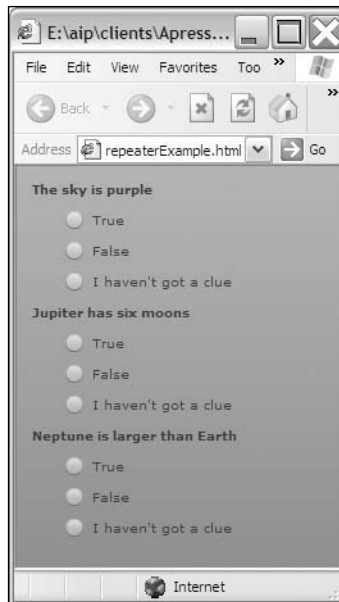 E:\aip\clients\Apress...
File Edit View Favorites Too »
Back »
Address repeaterExample.html Go
The sky is purple
True
False
I haven't got a clue
Jupiter has six moons
True
False
I haven't got a clue
Neptune is larger than Earth
True
False
I haven't got a clue
Internet